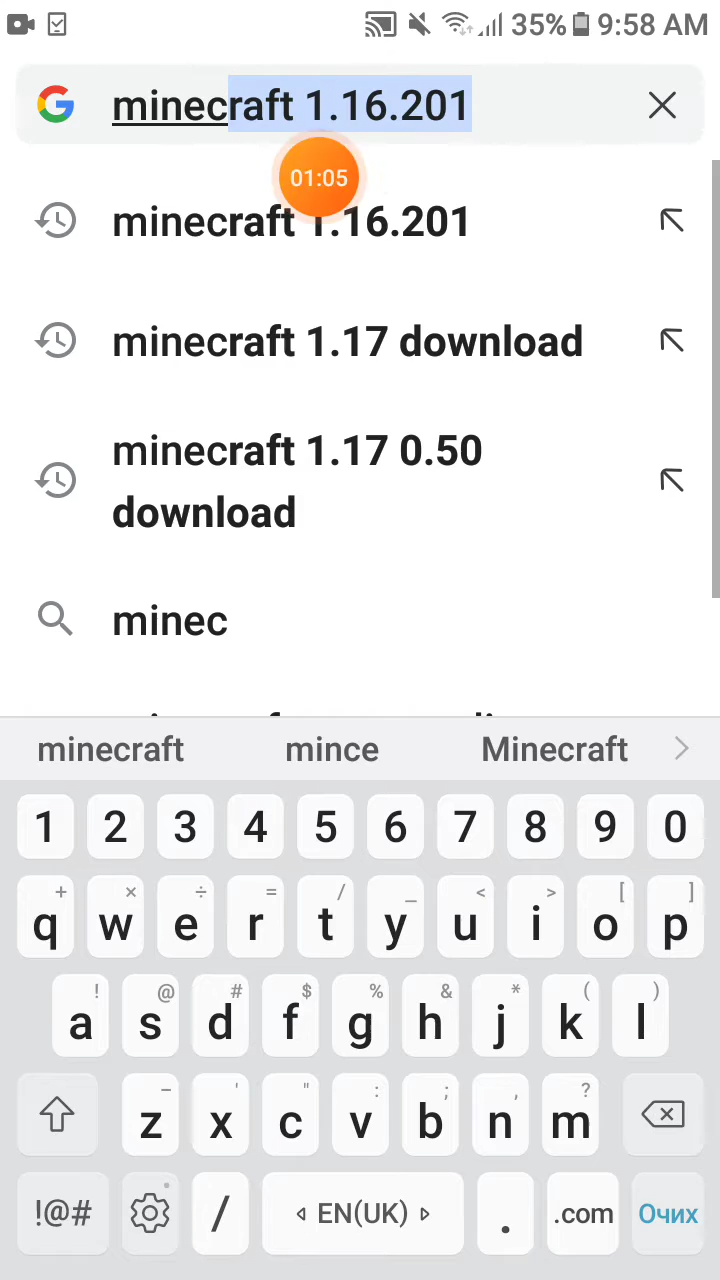 35% 9:58 AM
minecraft 1.16.201
01:05
minecraft 1.16.201
minecraft 1.17 download
minecraft 1.17 0.50
download
minec
minecraft mince Minecraft
1 2 3 4 5 6 7 8 9 0
+ × ÷ = / _ < > [ ]
q w e r t y u i o p
! @ # $ % & * ( )
a s d f g h j k l
– ' " : ; , ?
z x c v b n m
!@# / EN(UK) . .com Очих